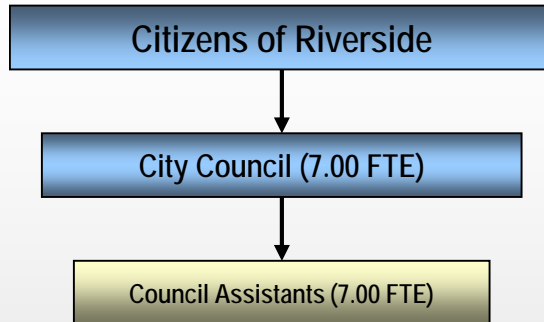 Citizens of Riverside
City Council (7.00 FTE)
Council Assistants (7.00 FTE)